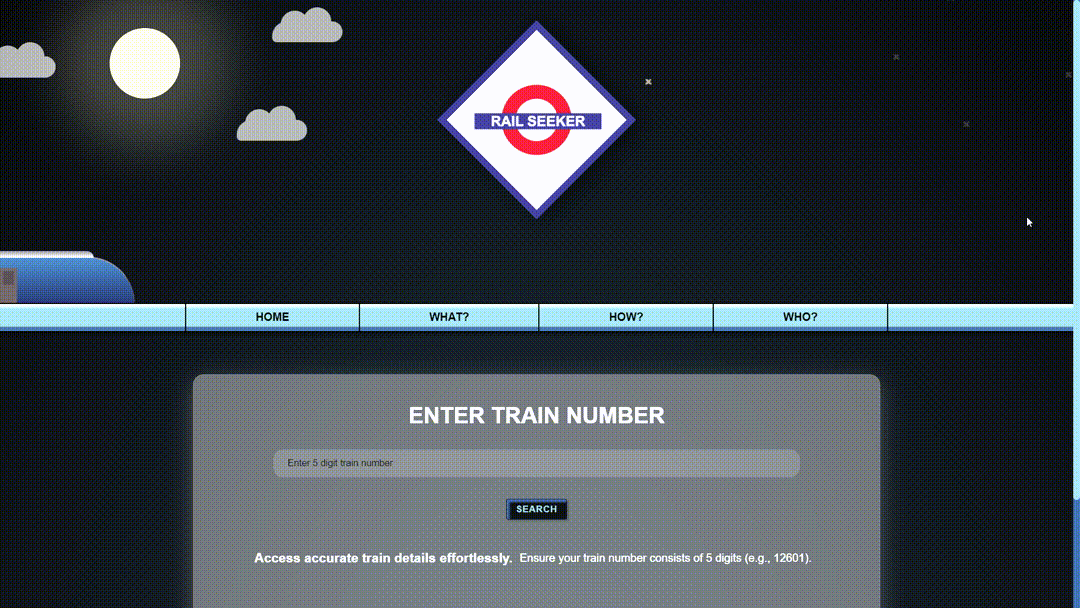 RAIL SEEKER
HOME WHAT? HOW? WHO?
ENTER TRAIN NUMBER
Enter 5 digit train number
SEARCH
Access accurate train details effortlessly. Ensure your train number consists of 5 digits (e.g., 12601).